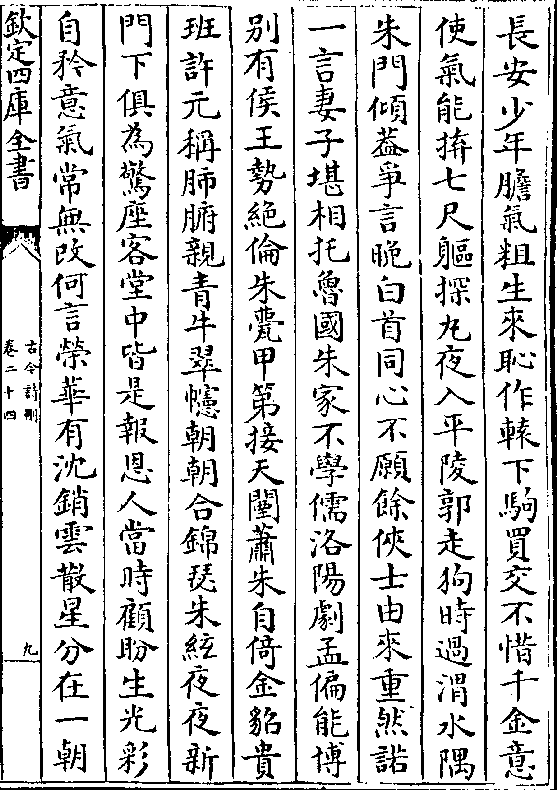 長安少年膽氣粗生來恥作轅下駒買交不惜千金意
使氣能捹七尺軀探丸夜入平陵郭走狗時過渭水隅
朱門傾葢爭言晚白首同心不願餘俠士由來重然諾
一言妻子堪相托魯國朱家不學儒洛陽劇孟偏能博
别有侯王勢絶倫朱甍甲第接天闉蕭朱自倚金貂貴
班許元稱肺腑親青牛翠幰朝朝合錦瑟朱絃夜夜新
門下俱為驚座客堂中皆是報恩人當時顧盼生光彩
自矜意氣常無改何言榮華有沈銷雲散星分在一朝
欽定四庫全書
古今詩刪
卷二十四
九